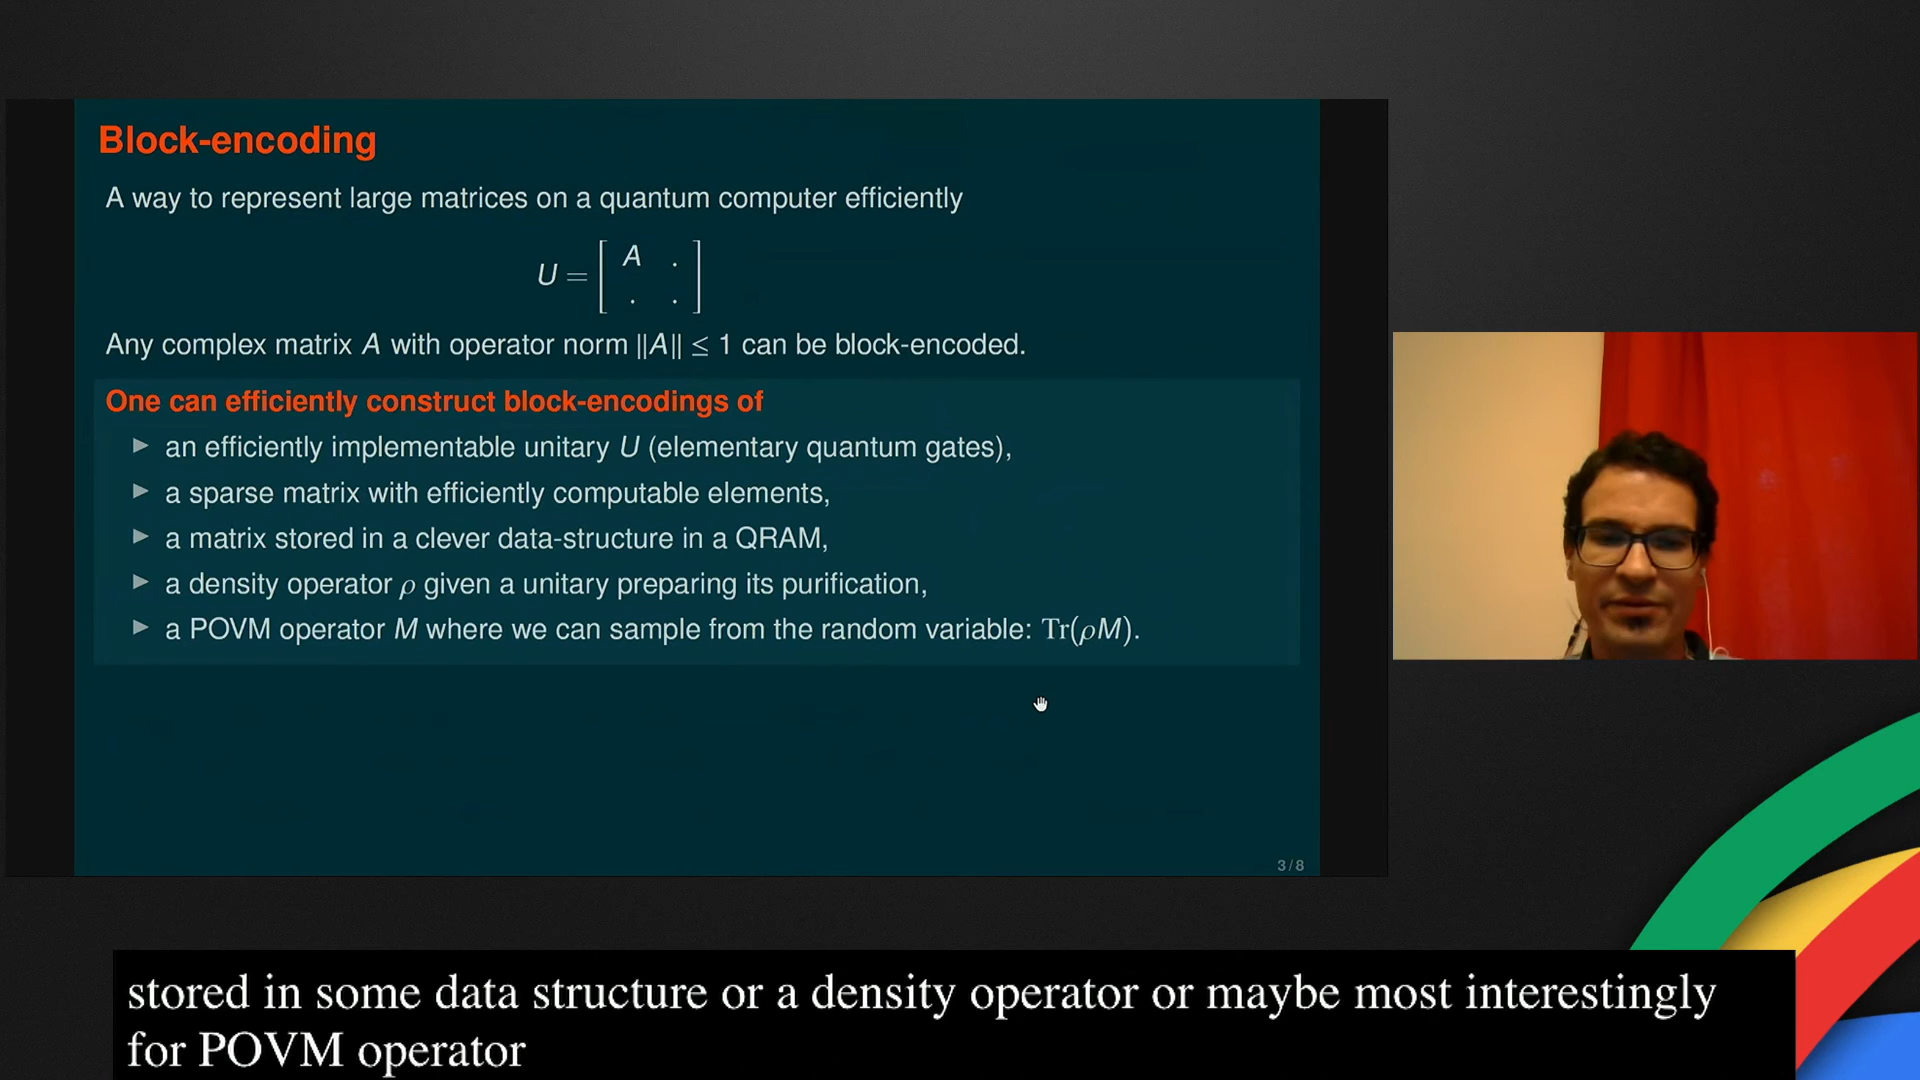 Block-encoding
A way to represent large matrices on a quantum computer efficiently
U = [ A .
. . ]
Any complex matrix A with operator norm ||A|| ≤ 1 can be block-encoded.
One can efficiently construct block-encodings of
▶ an efficiently implementable unitary U (elementary quantum gates),
▶ a sparse matrix with efficiently computable elements,
▶ a matrix stored in a clever data-structure in a QRAM,
▶ a density operator ρ given a unitary preparing its purification,
▶ a POVM operator M where we can sample from the random variable: Tr(ρM).
3 / 8
stored in some data structure or a density operator or maybe most interestingly
for POVM operator